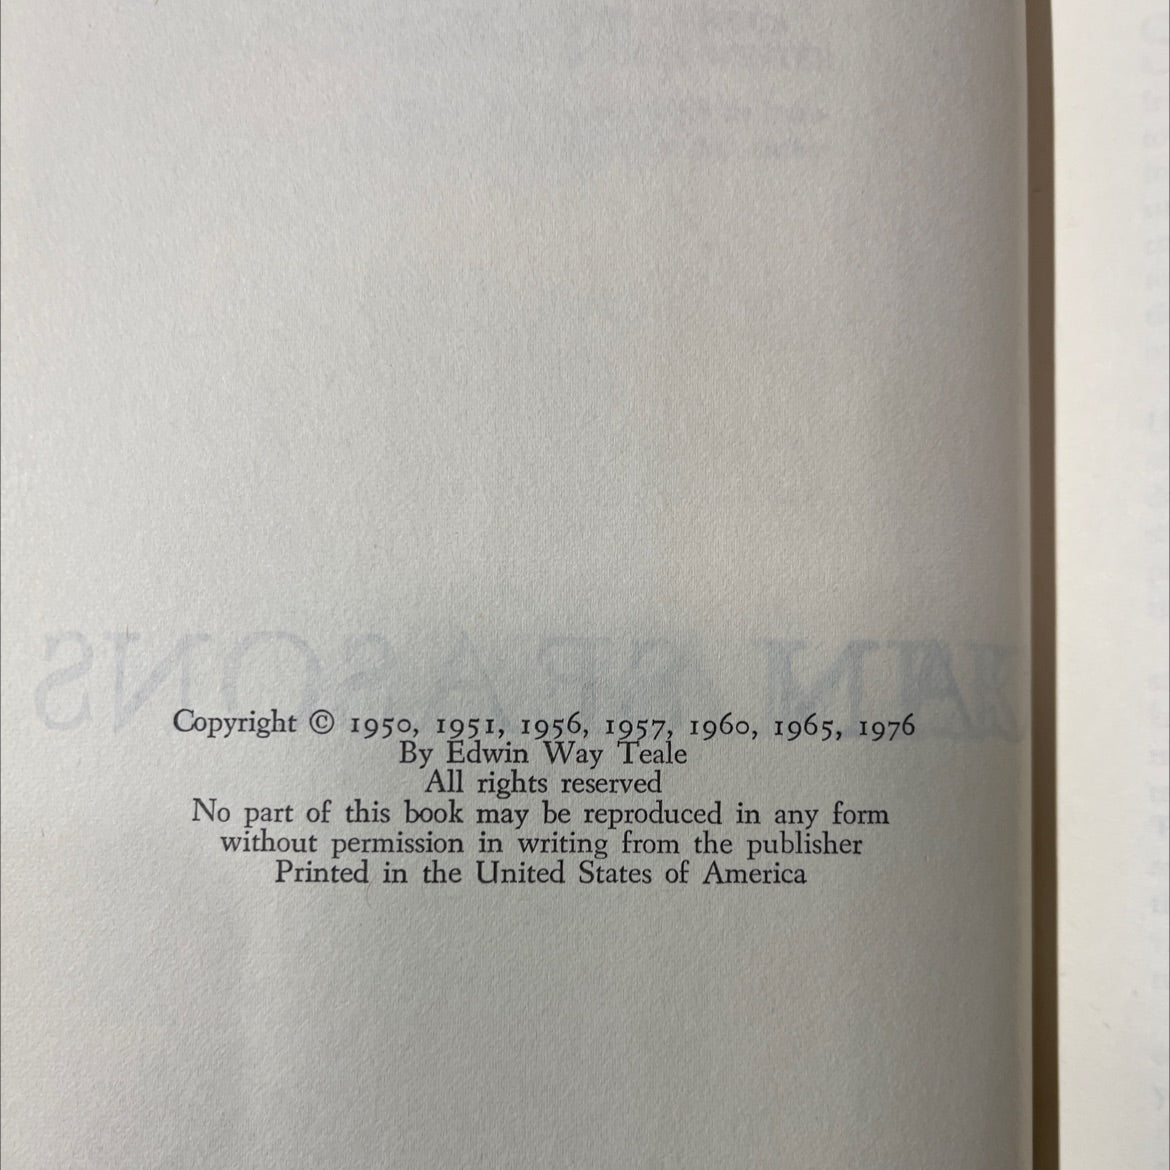 Copyright © 1950, 1951, 1956, 1957, 1960, 1965, 1976
By Edwin Way Teale
All rights reserved
No part of this book may be reproduced in any form
without permission in writing from the publisher
Printed in the United States of America